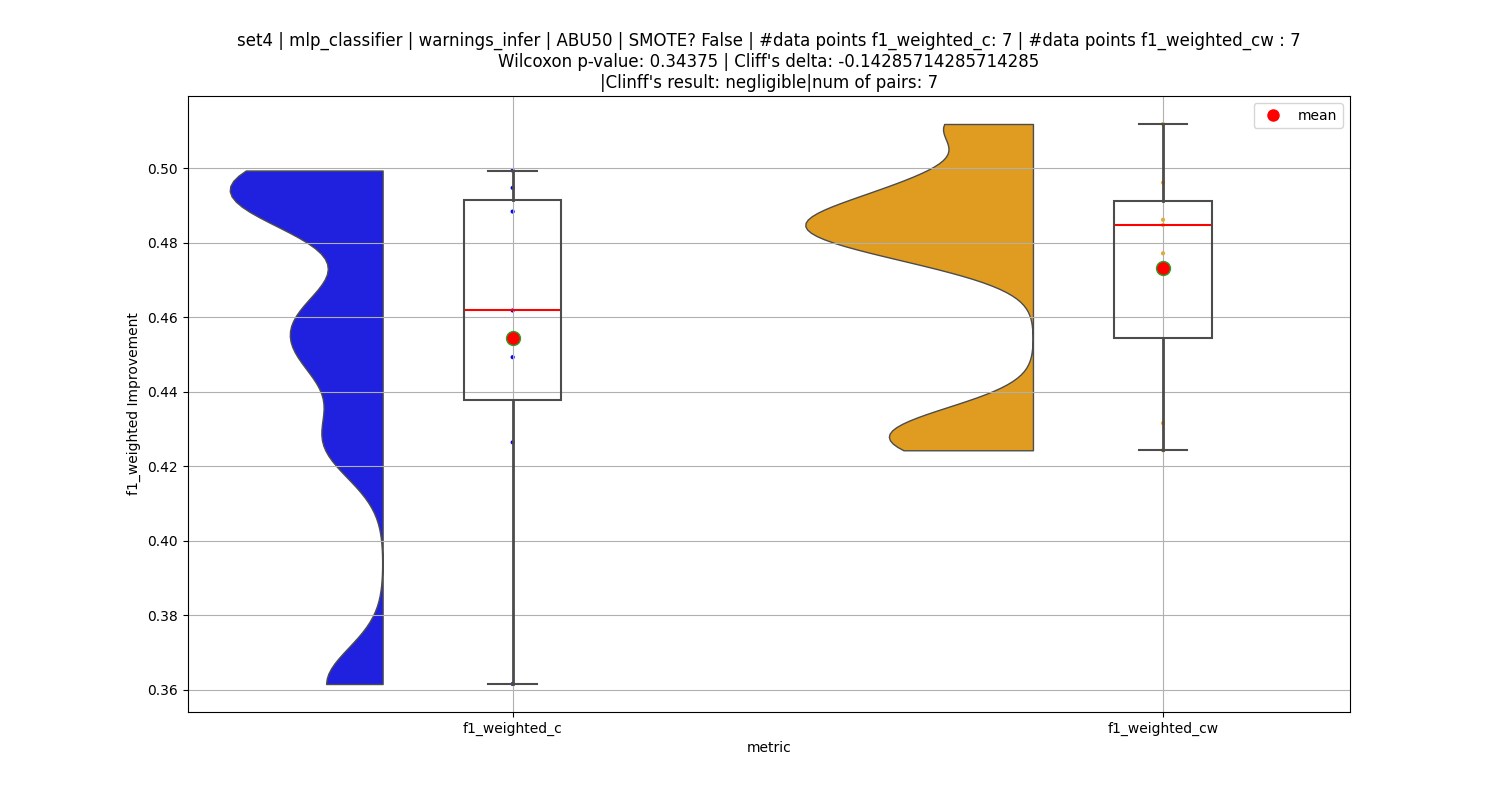 set4 | mlp_classifier | warnings_infer | ABU50 | SMOTE? False | #data points f1_weighted_c: 7 | #data points f1_weighted_cw : 7
Wilcoxon p-value: 0.34375 | Cliff's delta: -0.14285714285714285
|Clinff's result: negligible|num of pairs: 7
mean
0.50
0.48
0.46
0.44
0.42
0.40
0.38
0.36
f1_weighted Improvement
f1_weighted_c
f1_weighted_cw
metric